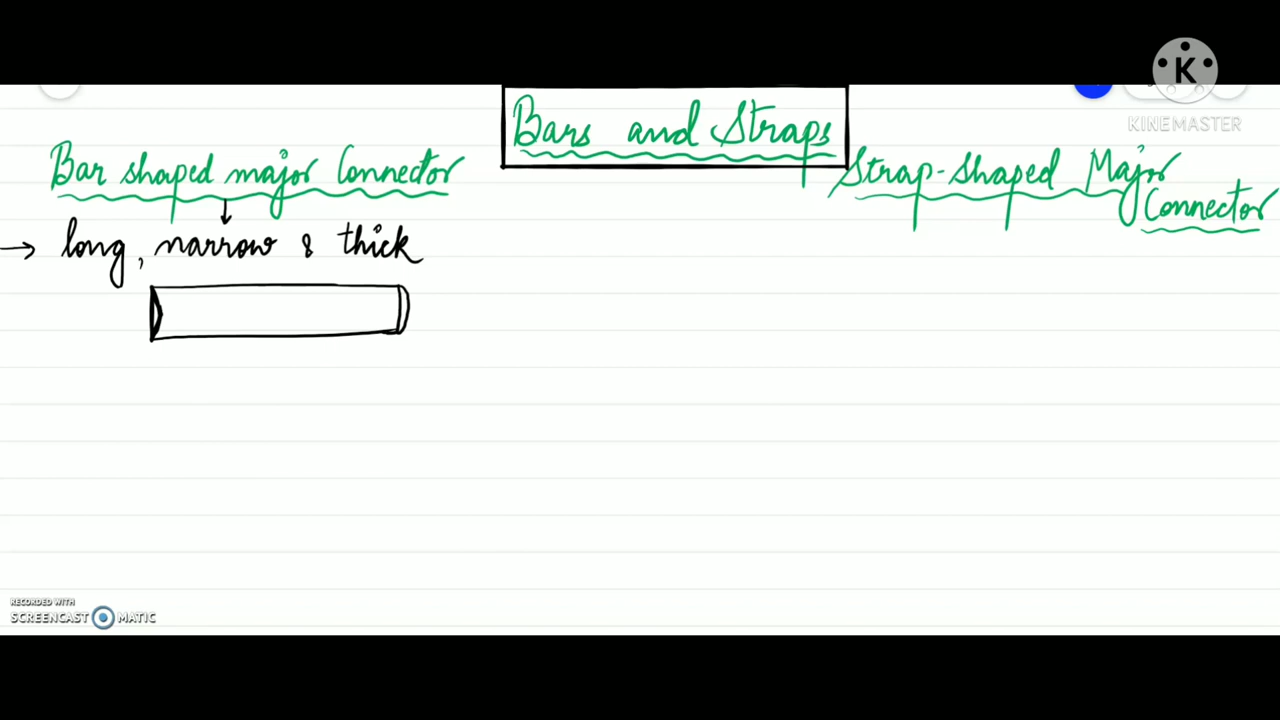 K
KINEMASTER
Bars and Straps
Bar shaped major Connector
Strap-shaped Major
Connector
→ long, narrow & thick
RECORDED WITH
SCREENCAST MATIC